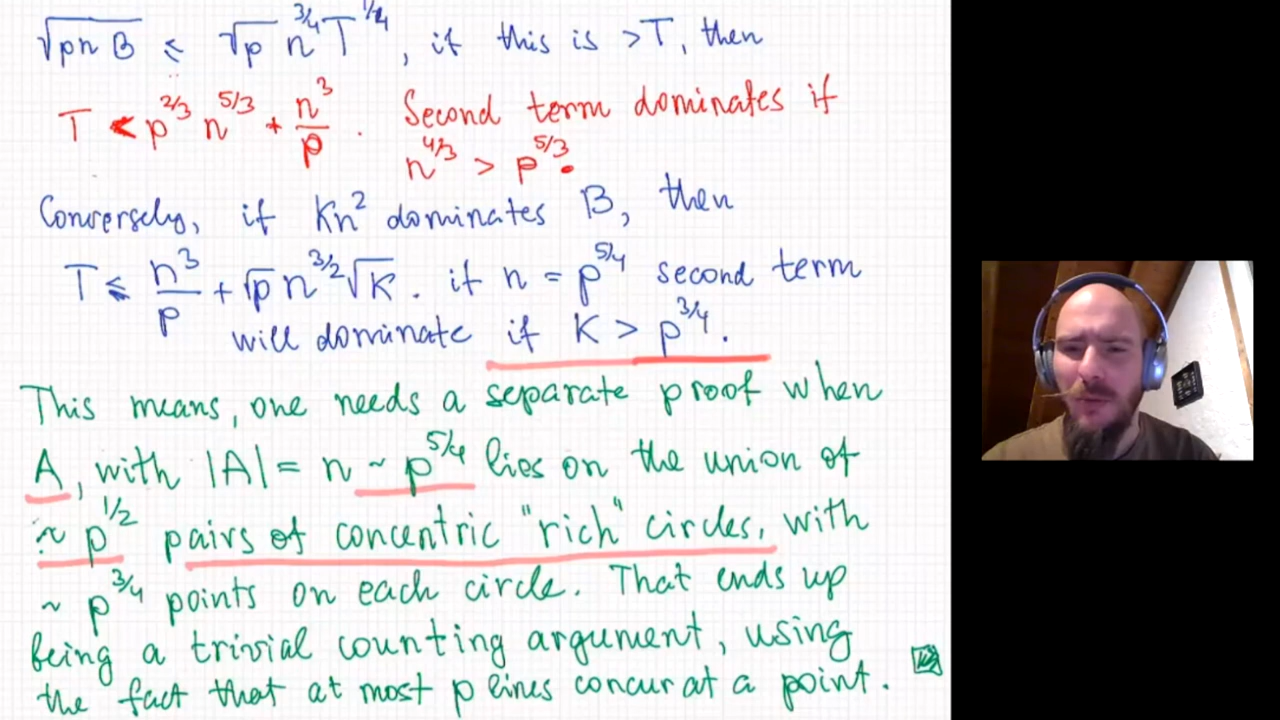 √pn B ≤ √p n^3/4 T^1/4, if this is >T, then
T < p^2/3 n^5/3 + n^3/p. Second term dominates if
n^4/3 > p^5/3.
Conversely, if Kn^2 dominates B, then
T ≤ n^3/p + √p n^3/2 √K. if n = p^5/4 second term
will dominate if K > p^3/4.
This means, one needs a separate proof when
A, with |A| = n ~ p^5/4 lies on the union of
~ p^1/2 pairs of concentric "rich" circles, with
~ p^3/4 points on each circle. That ends up
being a trivial counting argument, using
the fact that at most p lines concur at a point.